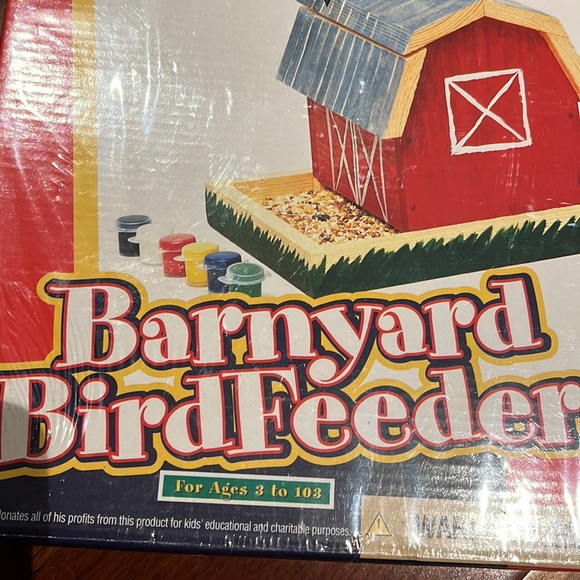 Barnyard
BirdFeeder
For Ages 3 to 103
donates all of his profits from this product for kids' educational and charitable purposes.